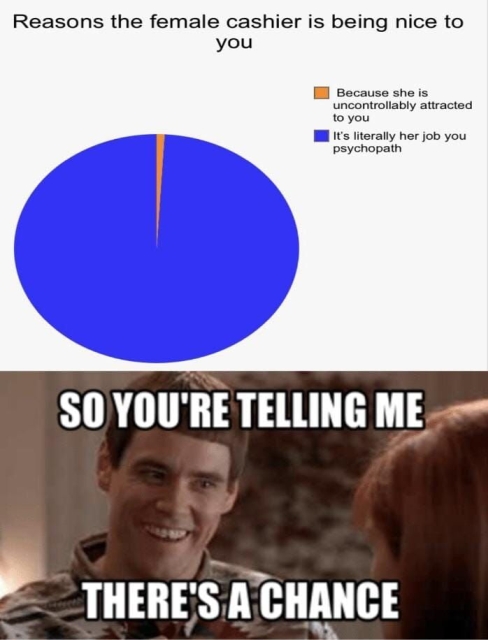 Reasons the female cashier is being nice to
you
Because she is
uncontrollably attracted
to you
It's literally her job you
psychopath
SO YOU'RE TELLING ME
THERE'S A CHANCE